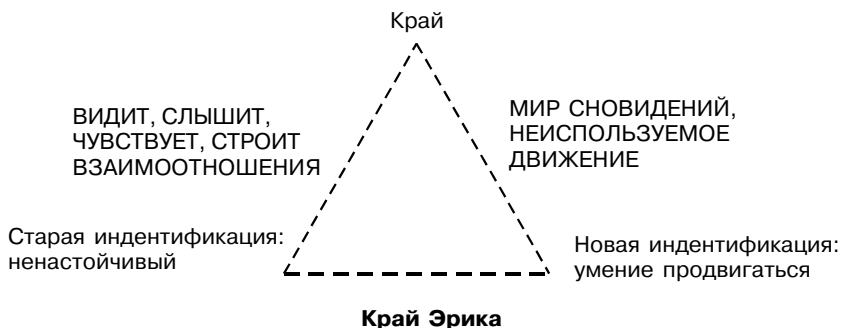 Край
ВИДИТ, СЛЫШИТ,
ЧУВСТВУЕТ, СТРОИТ
ВЗАИМООТНОШЕНИЯ
МИР СНОВИДЕНИЙ,
НЕИСПОЛЬЗУЕМОЕ
ДВИЖЕНИЕ
Старая индентификация:
ненастойчивый
Новая индентификация:
умение продвигаться
Край Эрика